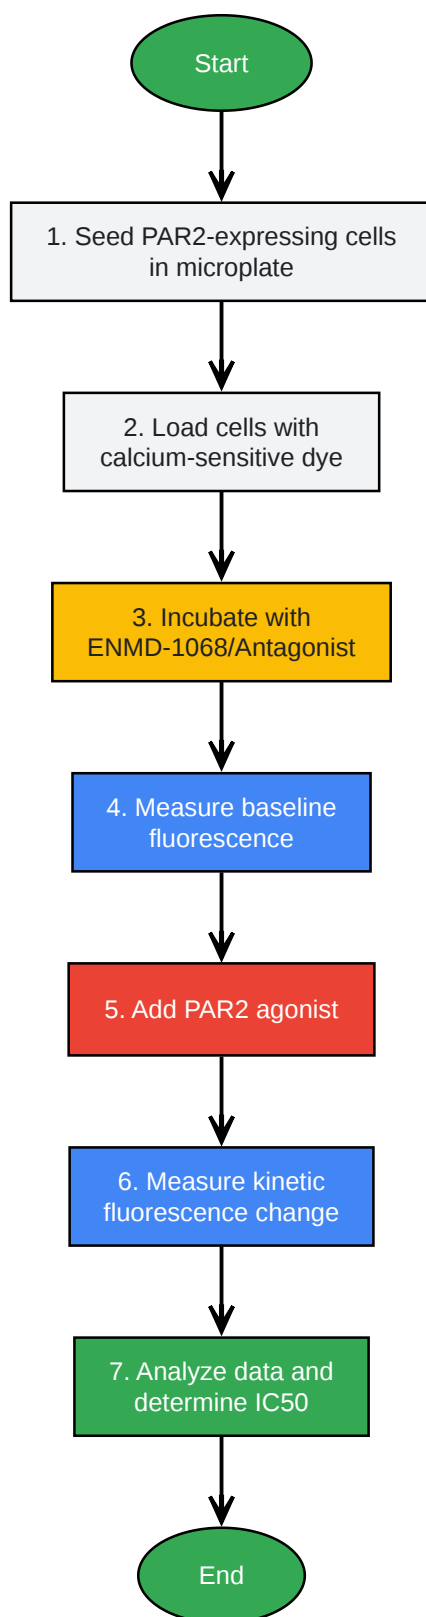 Start
1. Seed PAR2-expressing cells
in microplate
2. Load cells with
calcium-sensitive dye
3. Incubate with
ENMD-1068/Antagonist
4. Measure baseline
fluorescence
5. Add PAR2 agonist
6. Measure kinetic
fluorescence change
7. Analyze data and
determine IC50
End